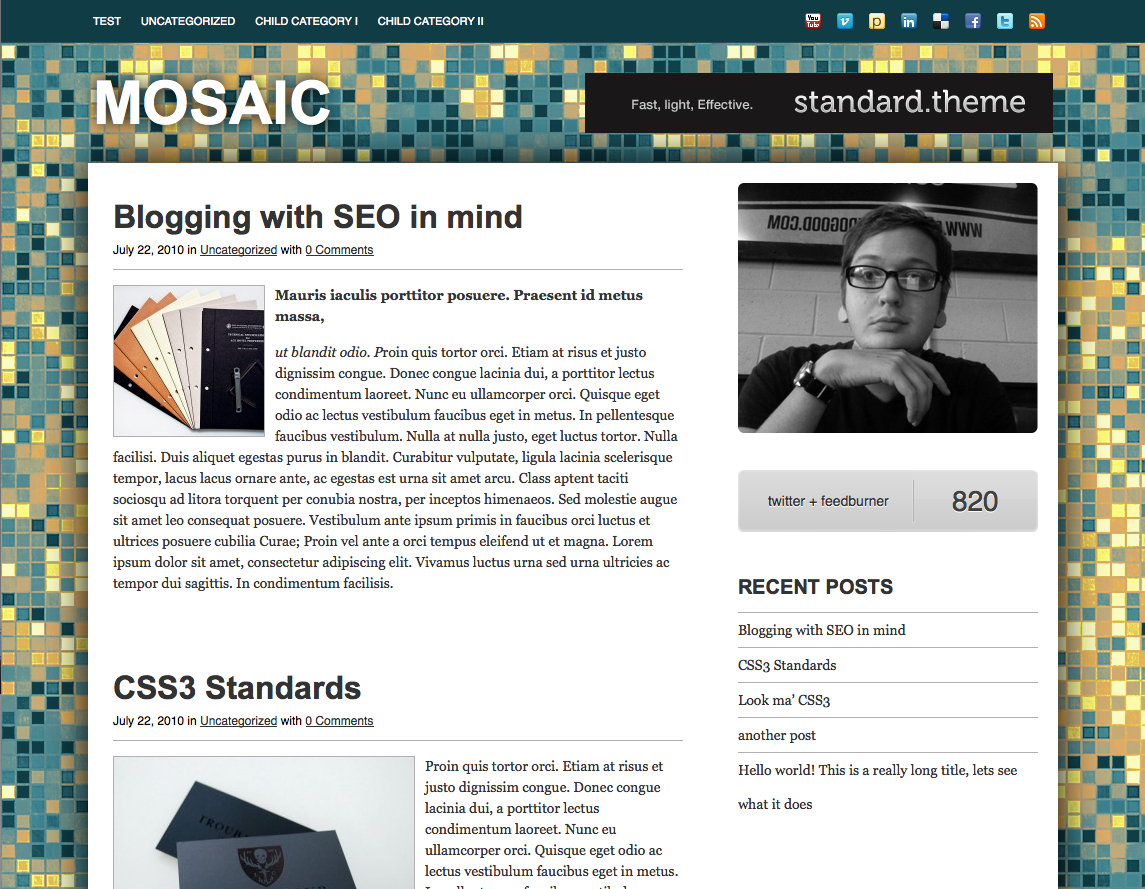 TEST UNCATEGORIZED CHILD CATEGORY I CHILD CATEGORY II
You Tube
MOSAIC
Fast, light, Effective. standard.theme
Blogging with SEO in mind
July 22, 2010 in Uncategorized with 0 Comments
Mauris iaculis porttitor posuere. Praesent id metus
massa,
ut blandit odio. Proin quis tortor orci. Etiam at risus et justo
dignissim congue. Donec congue lacinia dui, a porttitor lectus
condimentum laoreet. Nunc eu ullamcorper orci. Quisque eget
odio ac lectus vestibulum faucibus eget in metus. In pellentesque
faucibus vestibulum. Nulla at nulla justo, eget luctus tortor. Nulla
facilisi. Duis aliquet egestas purus in blandit. Curabitur vulputate, ligula lacinia scelerisque
tempor, lacus lacus ornare ante, ac egestas est urna sit amet arcu. Class aptent taciti
sociosqu ad litora torquent per conubia nostra, per inceptos himenaeos. Sed molestie augue
sit amet leo consequat posuere. Vestibulum ante ipsum primis in faucibus orci luctus et
ultrices posuere cubilia Curae; Proin vel ante a orci tempus eleifend ut et magna. Lorem
ipsum dolor sit amet, consectetur adipiscing elit. Vivamus luctus urna sed urna ultricies ac
tempor dui sagittis. In condimentum facilisis.
CSS3 Standards
July 22, 2010 in Uncategorized with 0 Comments
Proin quis tortor orci. Etiam at risus et
justo dignissim congue. Donec congue
lacinia dui, a porttitor lectus
condimentum laoreet. Nunc eu
ullamcorper orci. Quisque eget odio ac
lectus vestibulum faucibus eget in metus.
twitter + feedburner 820
RECENT POSTS
Blogging with SEO in mind
CSS3 Standards
Look ma’ CSS3
another post
Hello world! This is a really long title, lets see
what it does